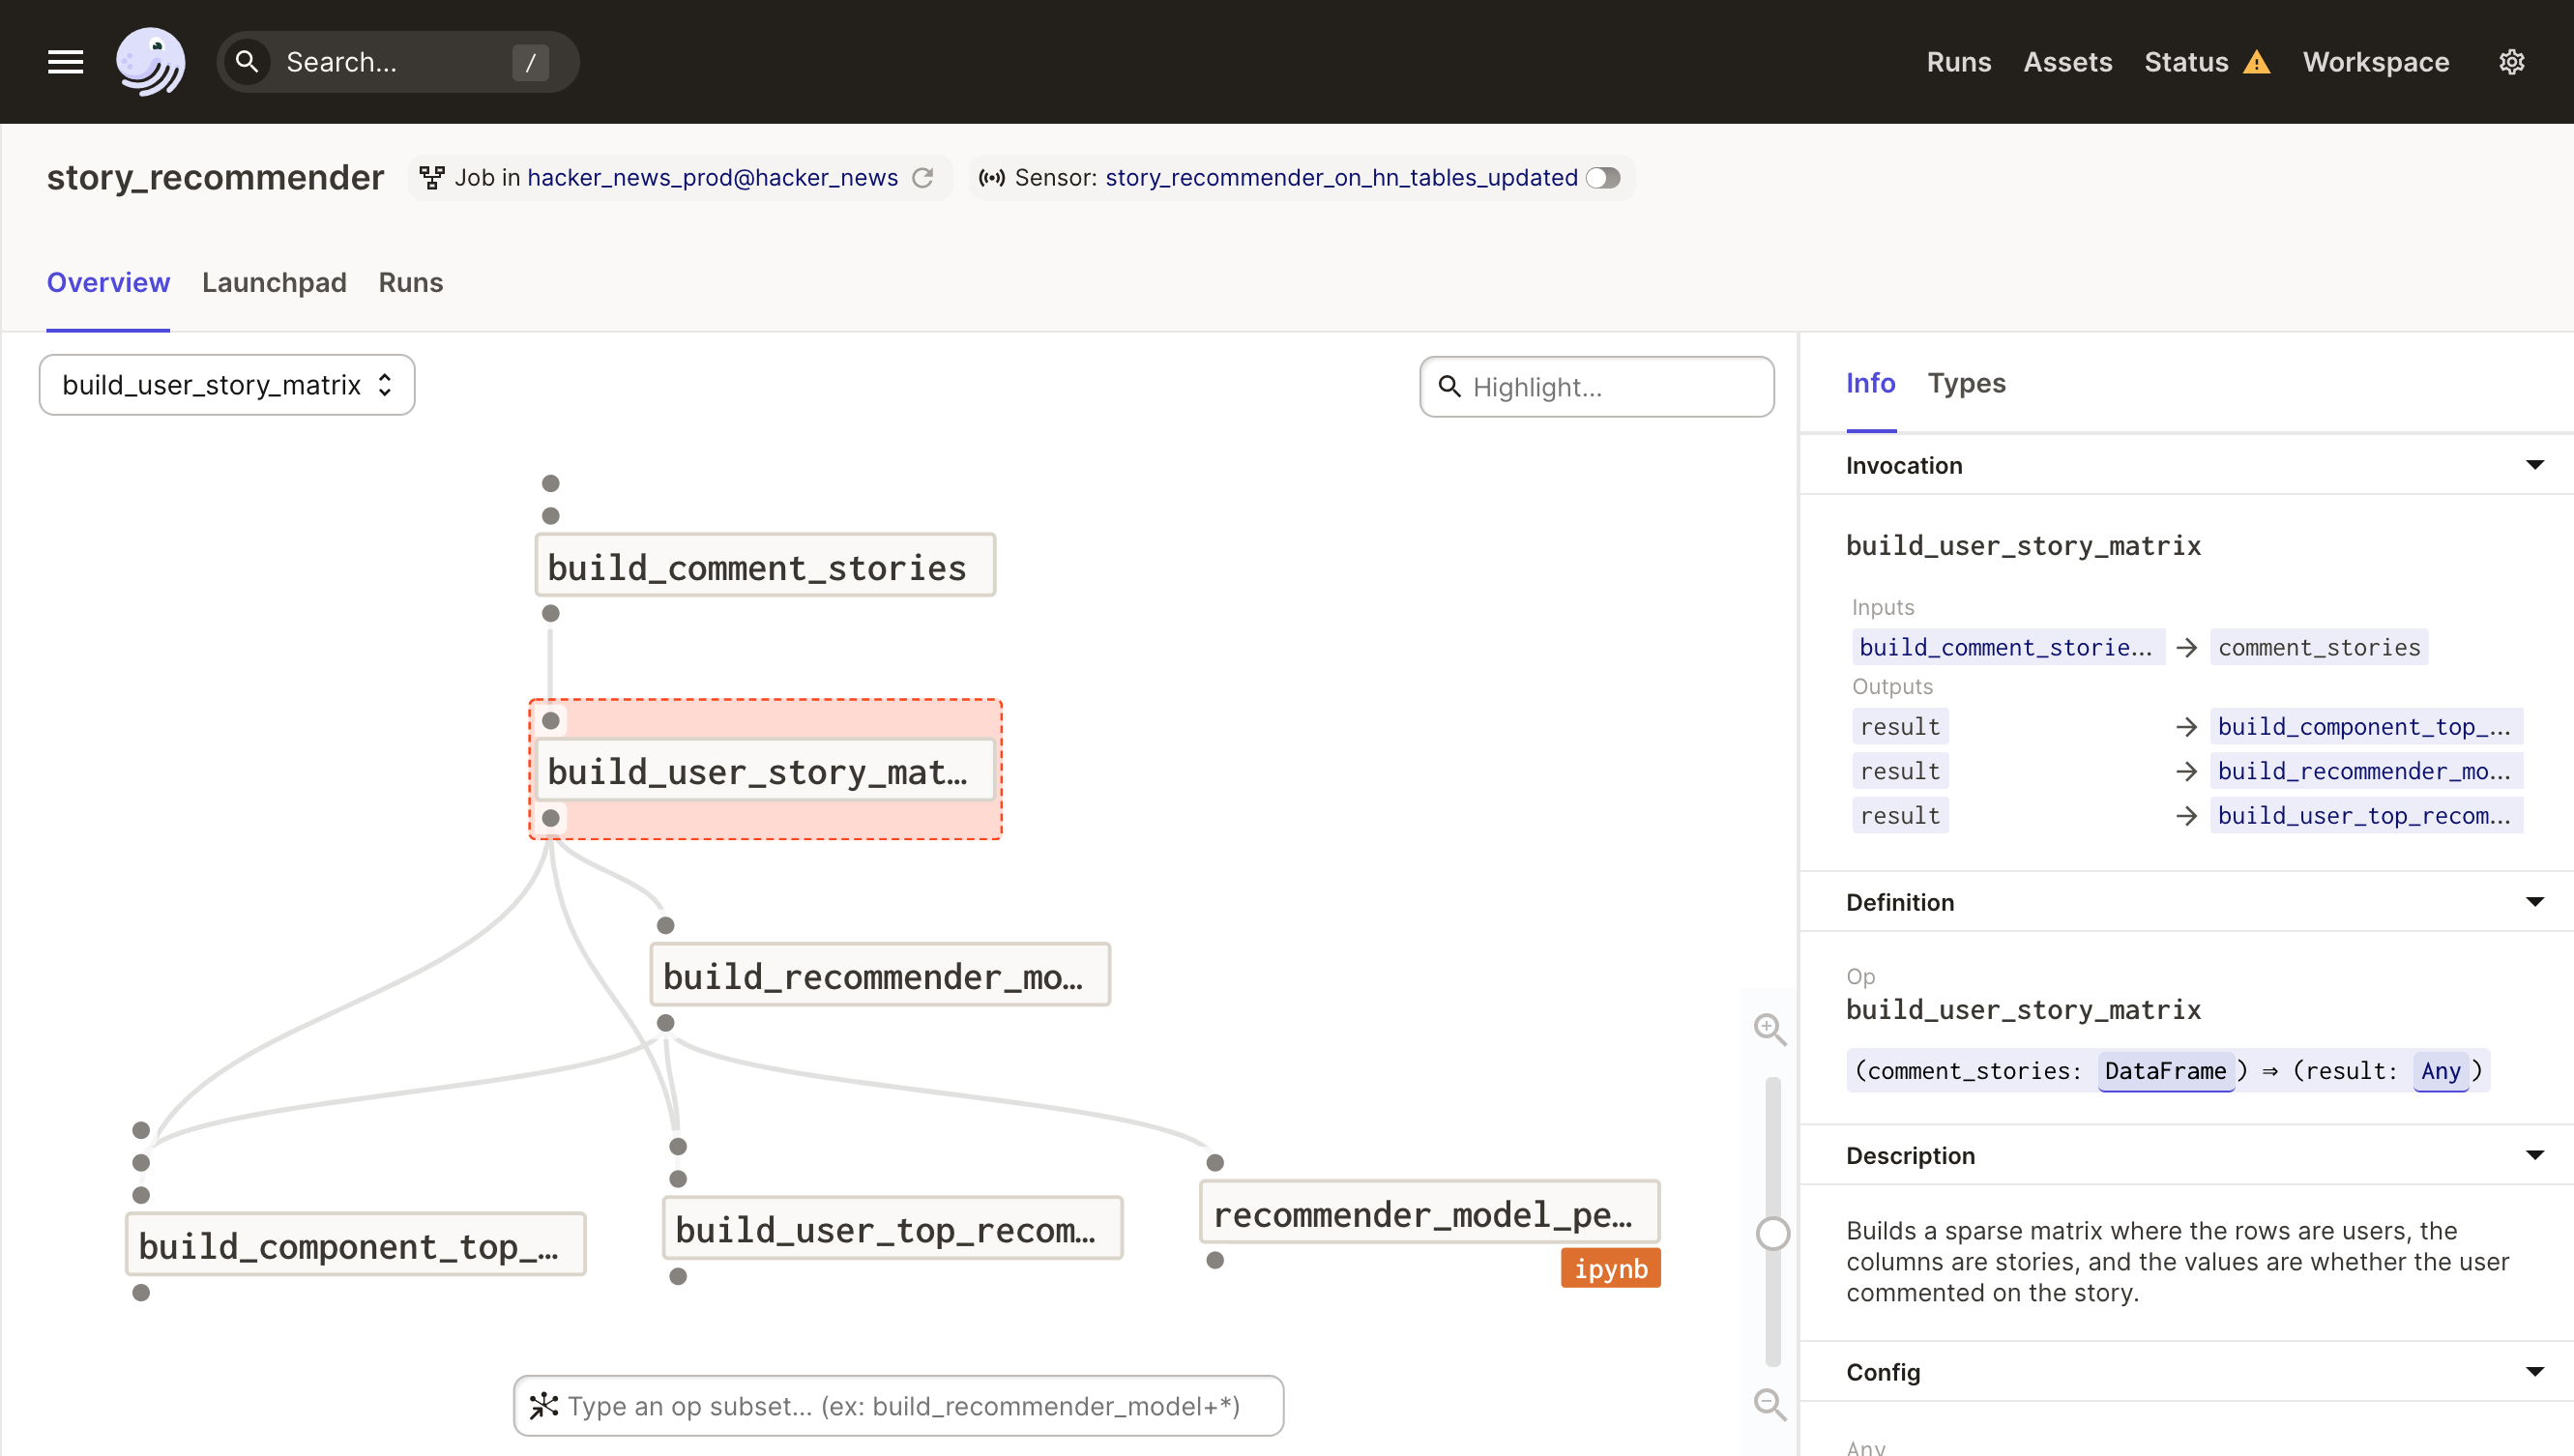 Search... /
Runs Assets Status Workspace
story_recommender Job in hacker_news_prod@hacker_news Sensor: story_recommender_on_hn_tables_updated
Overview Launchpad Runs
build_user_story_matrix
Highlight...
build_comment_stories
build_user_story_mat...
build_recommender_mo...
build_component_top_...
build_user_top_recom...
recommender_model_pe...
ipynb
Type an op subset... (ex: build_recommender_model+*)
Info Types
Invocation
build_user_story_matrix
Inputs
build_comment_storie... → comment_stories
Outputs
result → build_component_top_...
result → build_recommender_mo...
result → build_user_top_recom...
Definition
Op
build_user_story_matrix
(comment_stories: DataFrame) ⇒ (result: Any)
Description
Builds a sparse matrix where the rows are users, the
columns are stories, and the values are whether the user
commented on the story.
Config
Any